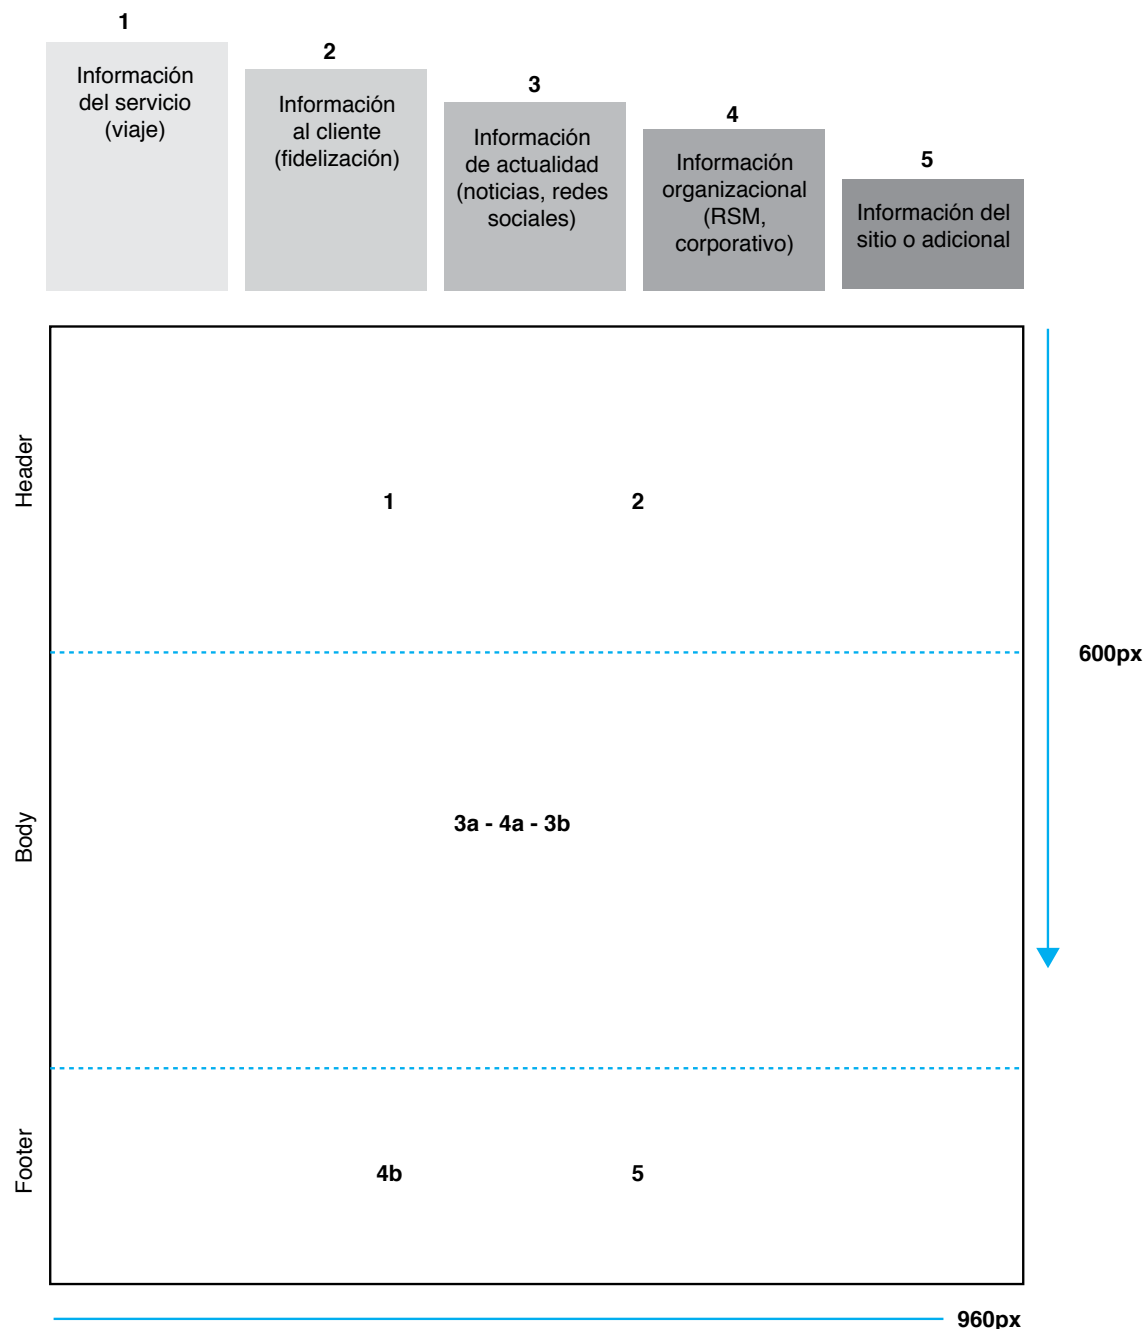 1
Información
del servicio
(viaje)
2
Información
al cliente
(fidelización)
3
Información
de actualidad
(noticias, redes
sociales)
4
Información
organizacional
(RSM,
corporativo)
5
Información del
sitio o adicional
Header
1
2
600px
Body
3a - 4a - 3b
Footer
4b
5
960px